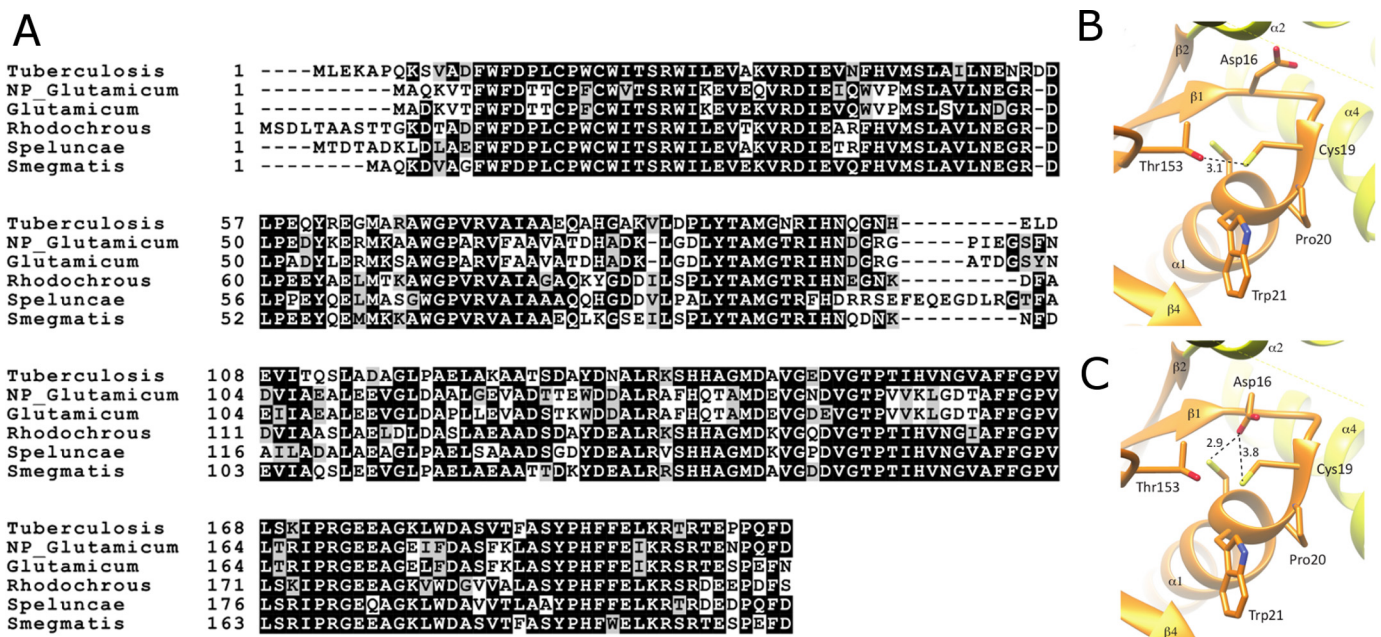 A
Tuberculosis 1 ----MLEKAPQKSVADFWFDPLCPWCWITSRWILEVAKVRDIEVNFHVMSLAILNENRDD
NP_Glutamicum 1 ----------MAQKVTFWFDTTCPFCWVTSRWIKEVEQVRDIEIQWVPMSLAVLNEGR-D
Glutamicum 1 ----------MADKVTFWFDTTCPFCWITSRWIKEVEKVRDIEVQWVPMSLSVLNDGR-D
Rhodochrous 1 MSDLTAASTTGKDTADFWFDPLCPWCWITSRWILEVTKVRDIEARFHVMSLAVLNEGR-D
Speluncae 1 ----MTDTADKLDLAEFWFDPLCPWCWITSRWILEVAKVRDIETRFHVMSLAVLNEGR-D
Smegmatis 1 --------MAQKDVAGFWFDPLCPWCWITSRWILEVEKVRDIEVQFHVMSLAVLNEGR-D
Tuberculosis 57 LPEQYREGMARAWGPVRVAIAAEQAHGAKVLDPLYTAMGNRIHNQGNH---------ELD
NP_Glutamicum 50 LPEDYKERMKAAWGPARVFAAVATDHADK-LGDLYTAMGTRIHNDGRG-----PIEGSFN
Glutamicum 50 LPADYLERMKSAWGPARVFAAVATDHADK-LGDLYTAMGTRIHNDGRG-----ATDGSYN
Rhodochrous 60 LPEEYAELMTKAWGPVRVAIAGAQKYGDDILSPLYTAMGTRIHNEGNK---------DFA
Speluncae 56 LPPEYQELMASGWGPVRVAIAAAQQHGDDVLPALYTAMGTRFHDRRSEFEQEGDLRGTFA
Smegmatis 52 LPEEYQEMMKKAWGPVRVAIAAEQLKGSEILSPLYTAMGTRIHNQDNK---------NFD
Tuberculosis 108 EVITQSLADAGLPAELAKAATSDAYDNALRKSHHAGMDAVGEDVGTPTIHVNGVAFFGPV
NP_Glutamicum 104 DVIAEALEEVGLDAALGEVADTTEWDDALRAFHQTAMDEVGNDVGTPVVKLGDTAFFGPV
Glutamicum 104 EIIAEALEEVGLDAPLLEVADSTKWDDALRAFHQTAMDEVGDEVGTPVVKLGDTAFFGPV
Rhodochrous 111 DVIAASLAELDLDASLAEAADSDAYDEALRKSHHAGMDKVGQDVGTPTIHVNGIAFFGPV
Speluncae 116 AILADALAEAGLPAELSAAADSDGYDEALRKSHHAGMDKVGPDVGTPTIHVNGVAFFGPV
Smegmatis 103 EVIAQSLEEVGLPAELAEAATTDKYDEALRRSHHAGMDAVGDDVGTPTIHVNGVAFFGPV
Tuberculosis 168 LSKIPRGEEAGKLWDASVTFASYPHFFELKRTRTEPPQFD
NP_Glutamicum 164 LTRIPRGEEAGEIFDASFKLASYPHFFEIKRSRTENPQFD
Glutamicum 164 LTRIPRGEEAGELFDASFKLASYPHFFEIKRSRTESPEFN
Rhodochrous 171 LSKIPRGEEAGKVWDGVVALASYPHFFELKRSRDEEPDFS
Speluncae 176 LSRIPRGEQAGKLWDAVVTLAAYPHFFELKRTRDEDPQFD
Smegmatis 163 LSRIPRGEEAGKLWDASVTFASYPHFWELKRSRTESPEFD
B
α2
β2
Asp16
β1
α4
Thr153
3.1
Cys19
Pro20
α1
Trp21
β4
C
α2
β2
Asp16
β1
α4
2.9
3.8
Thr153
Cys19
Pro20
α1
Trp21
β4